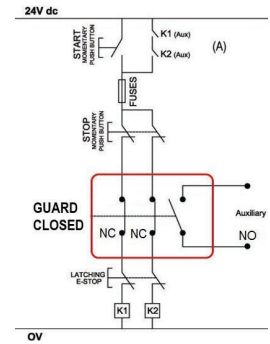 24V dc
START
MOMENTARY
PUSH BUTTON
K1 (Aux)
(A)
K2 (Aux)
FUSES
STOP
MOMENTARY
PUSH BUTTON
GUARD
CLOSED
NC
NC
Auxiliary
NO
LATCHING
E-STOP
K1
K2
OV